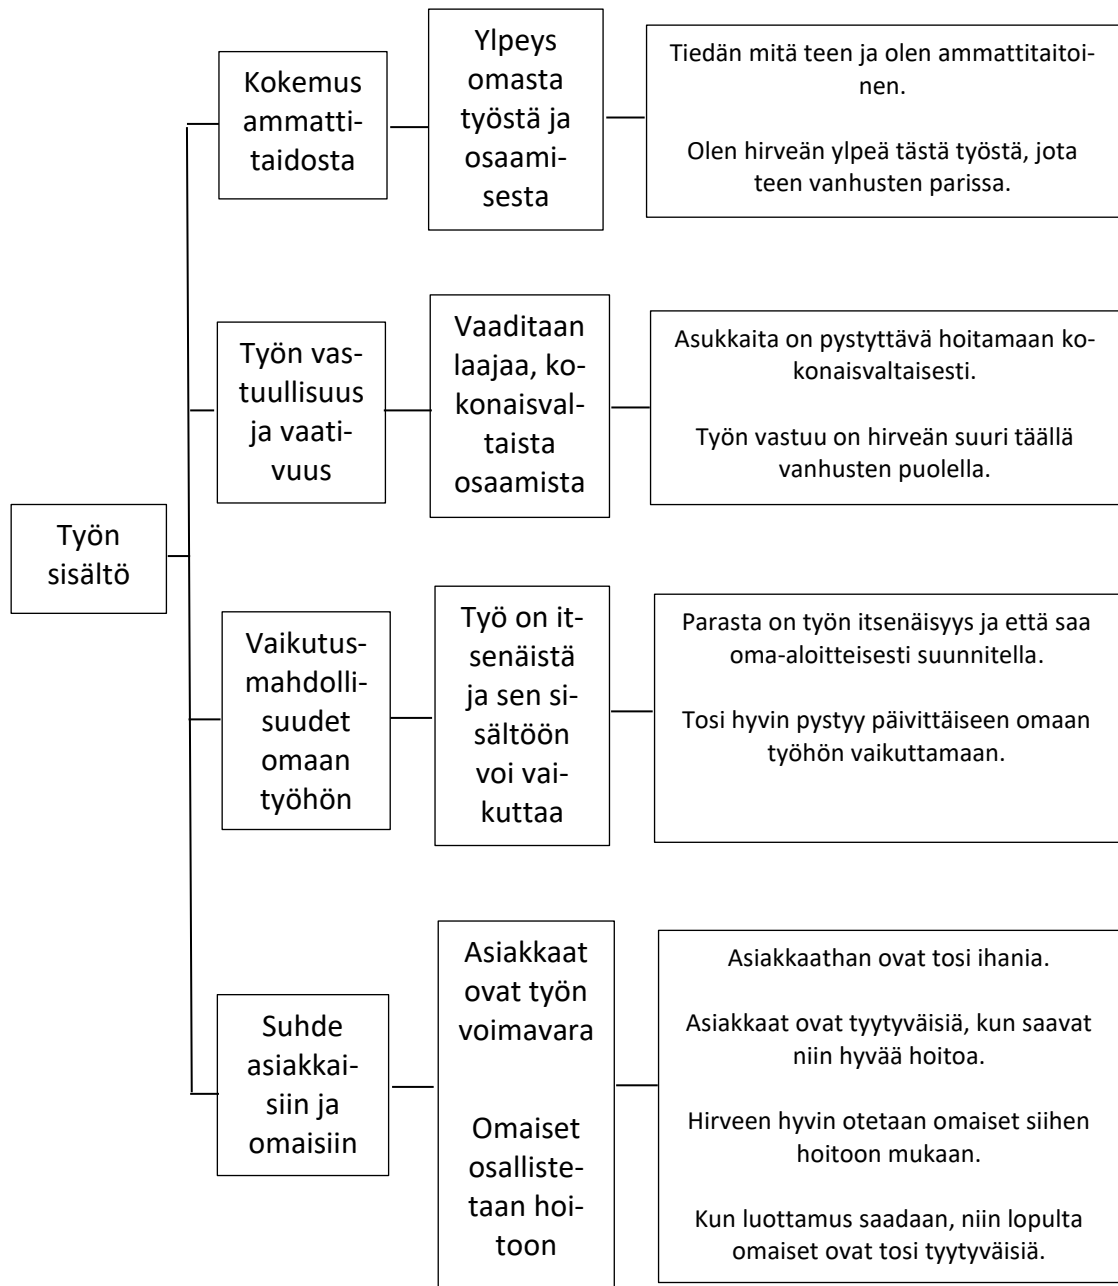 Työn
sisältö
Kokemus
ammatti-
taidosta
Ylpeys
omasta
työstä ja
osaami-
sesta
Tiedän mitä teen ja olen ammattitaitoi-
nen.
Olen hirveän ylpeä tästä työstä, jota
teen vanhusten parissa.
Työn vas-
tuullisuus
ja vaati-
vuus
Vaaditaan
laajaa, ko-
konaisval-
taista
osaamista
Asukkaita on pystyttävä hoitamaan ko-
konaisvaltaisesti.
Työn vastuu on hirveän suuri täällä
vanhusten puolella.
Vaikutus-
mahdolli-
suudet
omaan
työhön
Työ on it-
senäistä
ja sen si-
sältöön
voi vai-
kuttaa
Parasta on työn itsenäisyys ja että saa
oma-aloitteisesti suunnitella.
Tosi hyvin pystyy päivittäiseen omaan
työhön vaikuttamaan.
Suhde
asiakkai-
siin ja
omaisiin
Asiakkaat
ovat työn
voimavara
Omaiset
osalliste-
taan hoi-
toon
Asiakkaathan ovat tosi ihania.
Asiakkaat ovat tyytyväisiä, kun saavat
niin hyvää hoitoa.
Hirveen hyvin otetaan omaiset siihen
hoitoon mukaan.
Kun luottamus saadaan, niin lopulta
omaiset ovat tosi tyytyväisiä.